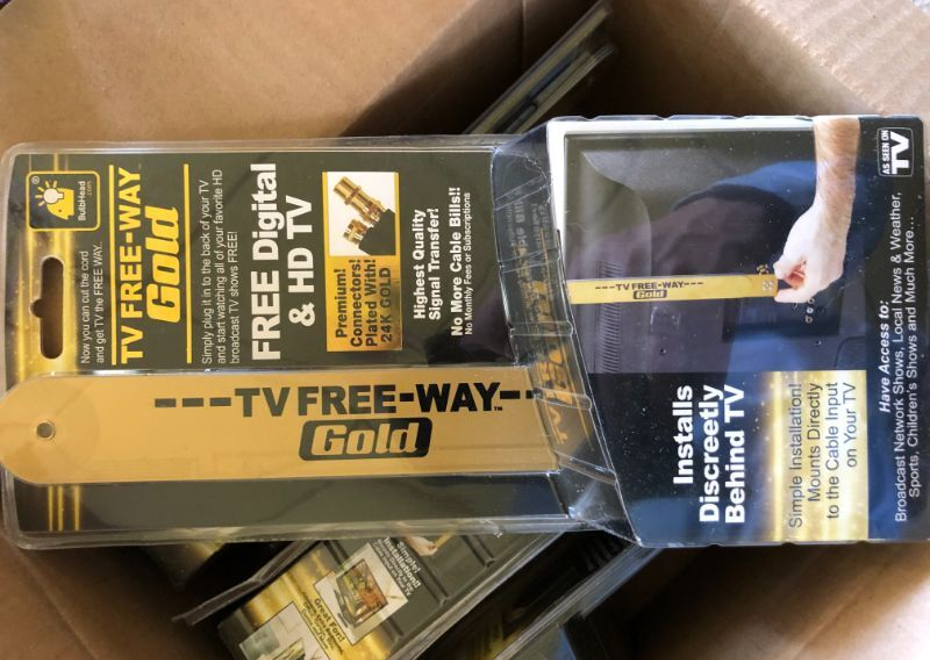 BulbHead
.com
Now you can cut the cord
and get TV the FREE WAY.
TV FREE-WAY
Gold
Simply plug it in to the back of your TV
and start watching all of your favorite HD
broadcast TV shows FREE!
FREE Digital
& HD TV
Premium!
Connectors!
Plated With!
24K GOLD
Highest Quality
Signal Transfer!
No More Cable Bills!!
No Monthly Fees or Subscriptions
---TV FREE-WAY™--
Gold
AS SEEN ON
TV
---TV FREE-WAY---
Gold
Installs
Discreetly
Behind TV
Simple Installation!
Mounts Directly
to the Cable Input
on Your TV
Have Access to:
Broadcast Network Shows, Local News & Weather,
Sports, Children's Shows and Much More...
Simple!
Installation!!
Great For!